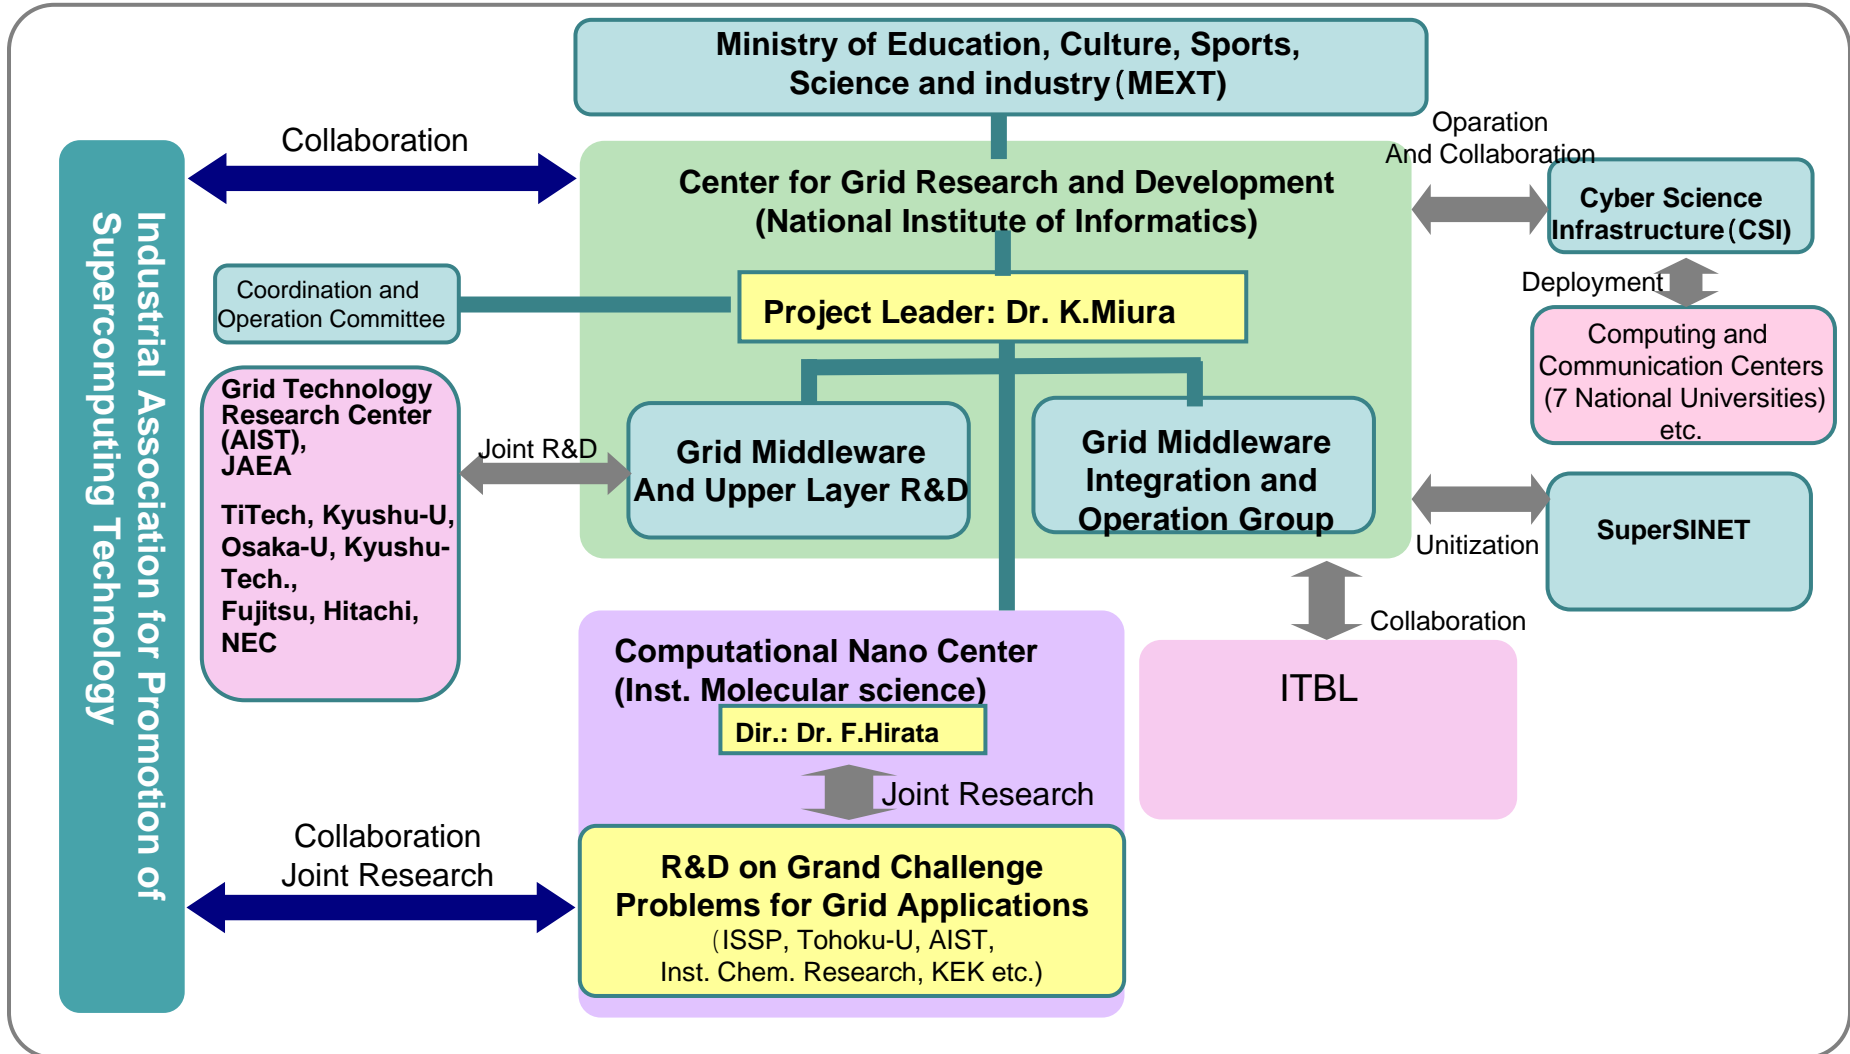 Ministry of Education, Culture, Sports,
Science and industry(MEXT)
Collaboration
Oparation
And Collaboration
Industrial Association for Promotion of
Supercomputing Technology
Center for Grid Research and Development
(National Institute of Informatics)
Cyber Science
Infrastructure(CSI)
Coordination and
Operation Committee
Project Leader: Dr. K.Miura
Deployment
Computing and
Communication Centers
(7 National Universities)
etc.
Grid Technology
Research Center
(AIST),
JAEA
TiTech, Kyushu-U,
Osaka-U, Kyushu-
Tech.,
Fujitsu, Hitachi,
NEC
Joint R&D
Grid Middleware
And Upper Layer R&D
Grid Middleware
Integration and
Operation Group
Unitization
SuperSINET
Collaboration
ITBL
Computational Nano Center
(Inst. Molecular science)
Dir.: Dr. F.Hirata
Joint Research
Collaboration
Joint Research
R&D on Grand Challenge
Problems for Grid Applications
(ISSP, Tohoku-U, AIST,
Inst. Chem. Research, KEK etc.)